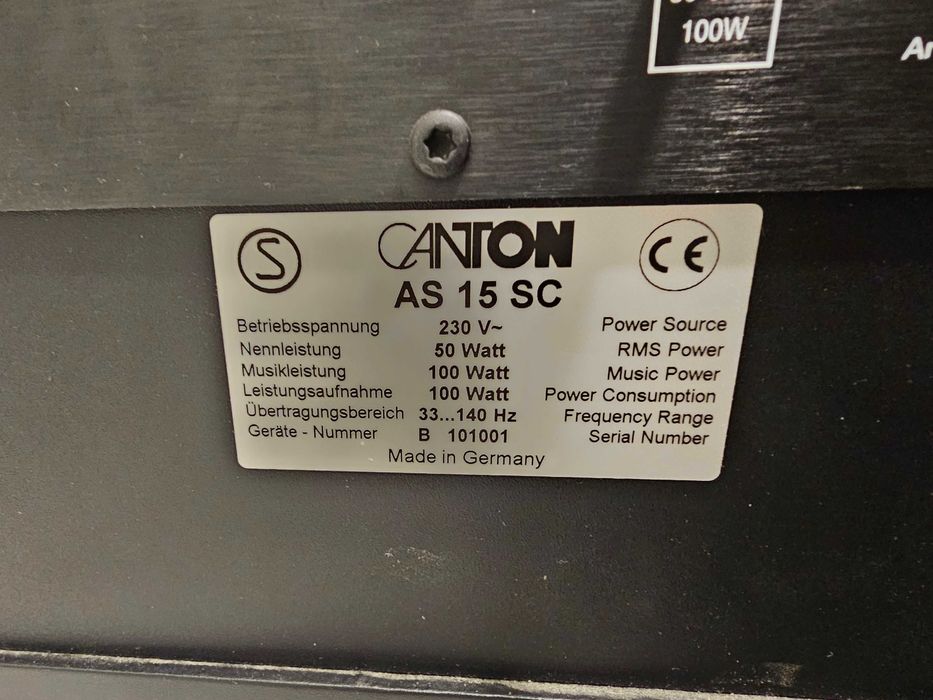 100W
S
CANTON
CE
AS 15 SC
Betriebsspannung 230 V~ Power Source
Nennleistung 50 Watt RMS Power
Musikleistung 100 Watt Music Power
Leistungsaufnahme 100 Watt Power Consumption
Übertragungsbereich 33...140 Hz Frequency Range
Geräte - Nummer B 101001 Serial Number
Made in Germany